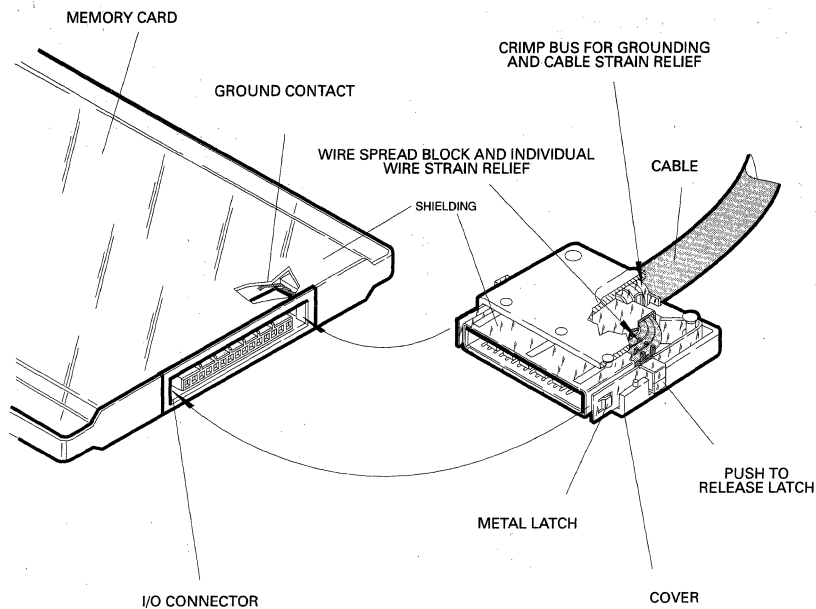 MEMORY CARD
CRIMP BUS FOR GROUNDING
AND CABLE STRAIN RELIEF
GROUND CONTACT
WIRE SPREAD BLOCK AND INDIVIDUAL
WIRE STRAIN RELIEF
CABLE
SHIELDING
PUSH TO
RELEASE LATCH
METAL LATCH
I/O CONNECTOR
COVER